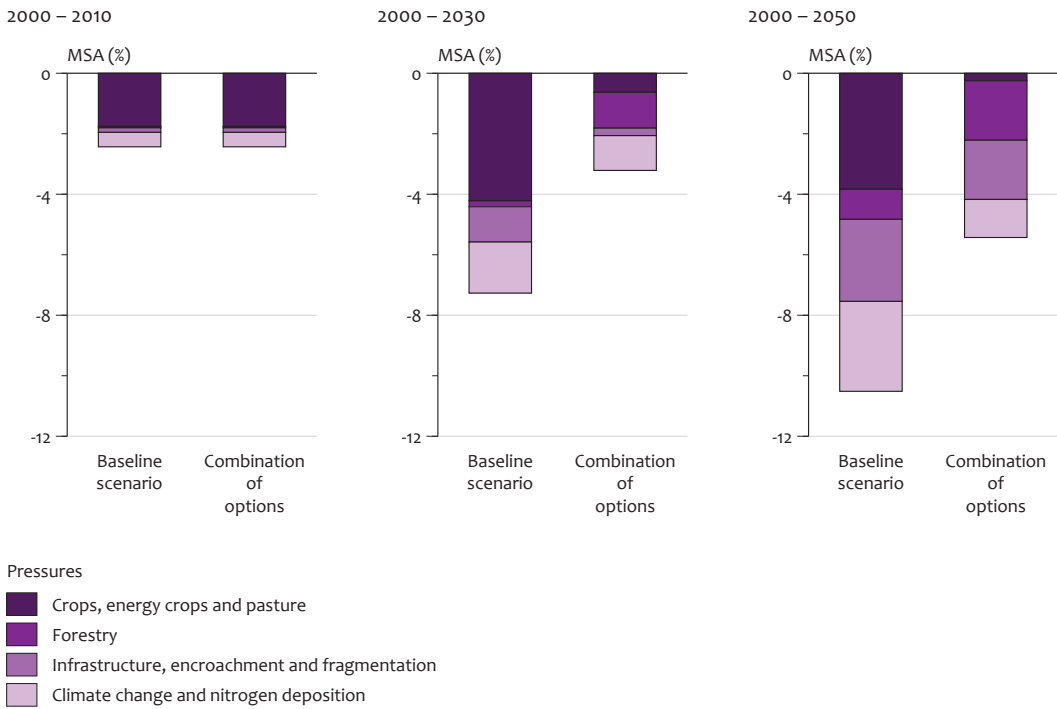 2000 – 2010
MSA (%)
0
-4
-8
-12
Baseline
scenario
Combination
of
options
2000 – 2030
MSA (%)
0
-4
-8
-12
Baseline
scenario
Combination
of
options
2000 – 2050
MSA (%)
0
-4
-8
-12
Baseline
scenario
Combination
of
options
Pressures
Crops, energy crops and pasture
Forestry
Infrastructure, encroachment and fragmentation
Climate change and nitrogen deposition